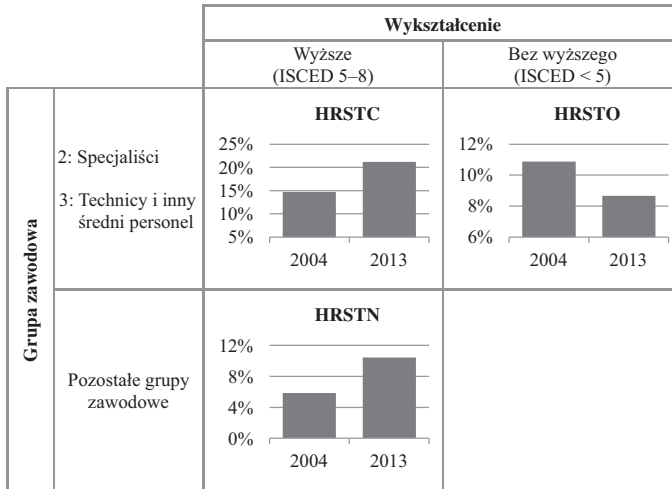 Wykształcenie
Wyższe
(ISCED 5–8)
Bez wyższego
(ISCED < 5)
Grupa zawodowa
2: Specjaliści
3: Technicy i inny
średni personel
HRSTC
25%
20%
15%
10%
5%
2004 2013
HRSTO
12%
10%
8%
6%
2004 2013
Pozostałe grupy
zawodowe
HRSTN
12%
8%
4%
0%
2004 2013